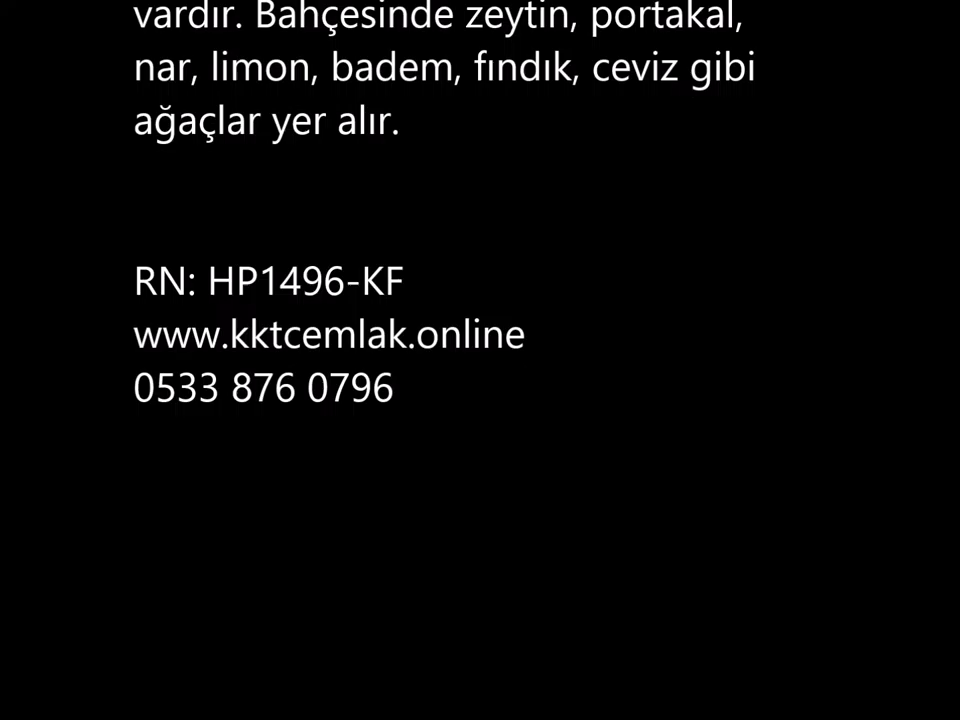 vardır. Bahçesinde zeytin, portakal,
nar, limon, badem, fındık, ceviz gibi
ağaçlar yer alır.
RN: HP1496-KF
www.kktcemlak.online
0533 876 0796